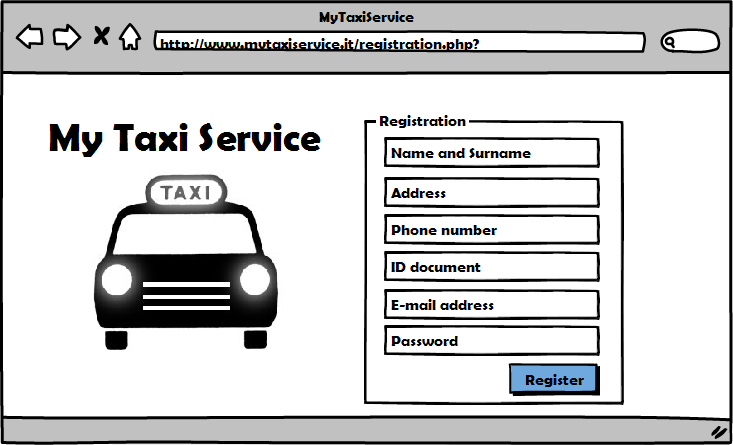 MyTaxiService
http://www.mytaxiservice.it/registration.php?
My Taxi Service
TAXI
Registration
Name and Surname
Address
Phone number
ID document
E-mail address
Password
Register